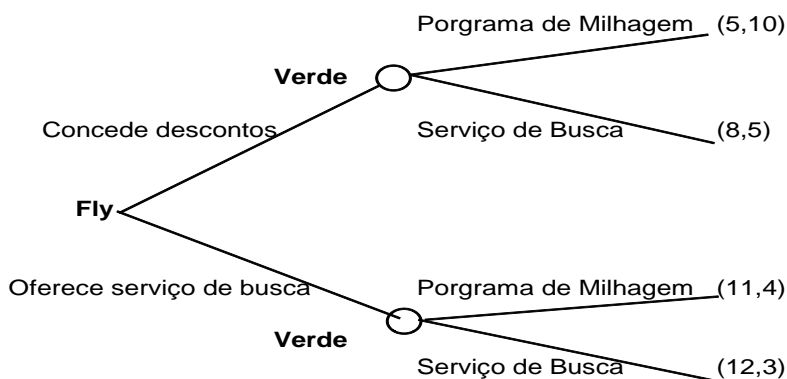 Porgrama de Milhagem (5,10)
Verde
Concede descontos
Serviço de Busca (8,5)
Fly
Oferece serviço de busca
Porgrama de Milhagem (11,4)
Verde
Serviço de Busca (12,3)